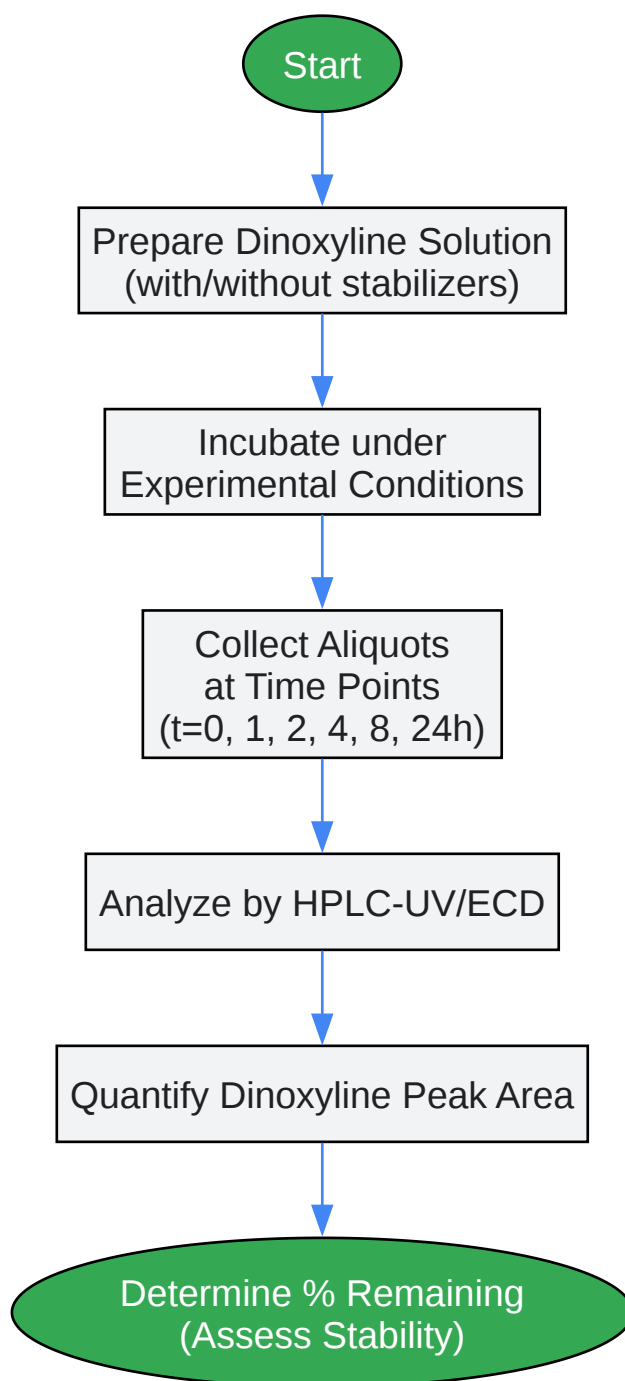 Start
Prepare Dinoxyline Solution
(with/without stabilizers)
Incubate under
Experimental Conditions
Collect Aliquots
at Time Points
(t=0, 1, 2, 4, 8, 24h)
Analyze by HPLC-UV/ECD
Quantify Dinoxyline Peak Area
Determine % Remaining
(Assess Stability)